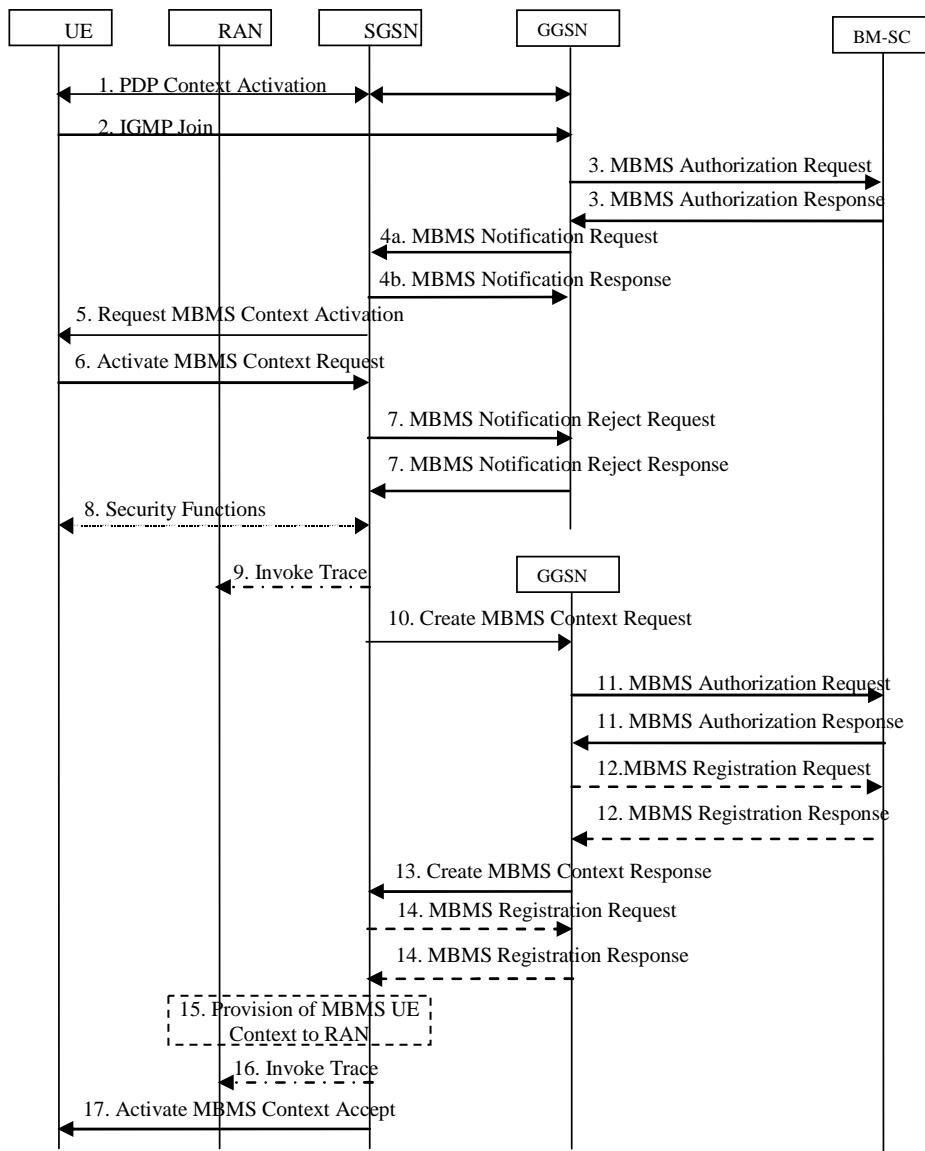 UE
RAN
SGSN
GGSN
BM-SC
1. PDP Context Activation
2. IGMP Join
3. MBMS Authorization Request
3. MBMS Authorization Response
4a. MBMS Notification Request
4b. MBMS Notification Response
5. Request MBMS Context Activation
6. Activate MBMS Context Request
7. MBMS Notification Reject Request
7. MBMS Notification Reject Response
8. Security Functions
9. Invoke Trace
GGSN
10. Create MBMS Context Request
11. MBMS Authorization Request
11. MBMS Authorization Response
12.MBMS Registration Request
12. MBMS Registration Response
13. Create MBMS Context Response
14. MBMS Registration Request
14. MBMS Registration Response
15. Provision of MBMS UE
Context to RAN
16. Invoke Trace
17. Activate MBMS Context Accept